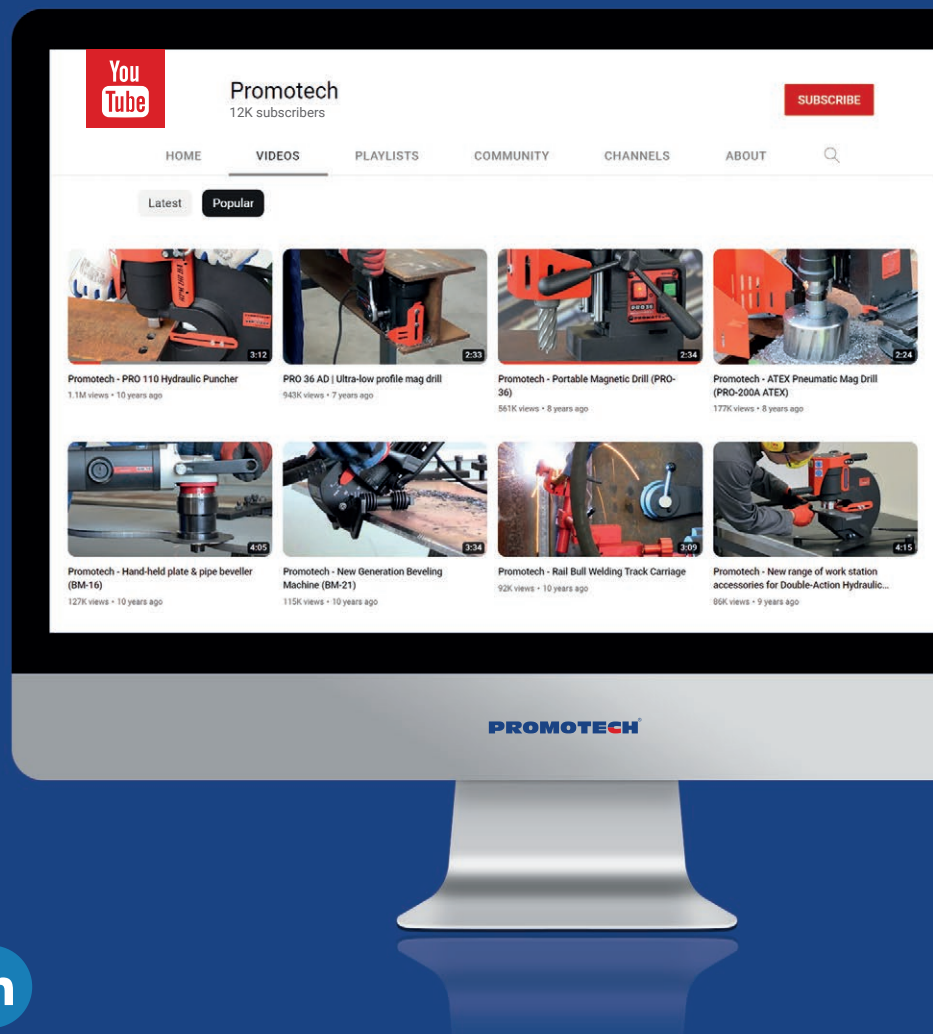 You
Tube
Promotech
12K subscribers
SUBSCRIBE
HOME VIDEOS PLAYLISTS COMMUNITY CHANNELS ABOUT
Latest Popular
3:12 2:33 2:34 2:24
Promotech - PRO 110 Hydraulic Puncher
1.1M views • 10 years ago
PRO 36 AD | Ultra-low profile mag drill
943K views • 7 years ago
Promotech - Portable Magnetic Drill (PRO-
36)
561K views • 8 years ago
Promotech - ATEX Pneumatic Mag Drill
(PRO-200A ATEX)
177K views • 8 years ago
4:05 3:34 3:09 4:15
Promotech - Hand-held plate & pipe beveller
(BM-16)
127K views • 10 years ago
Promotech - New Generation Beveling
Machine (BM-21)
115K views • 10 years ago
Promotech - Rail Bull Welding Track Carriage
92K views • 10 years ago
Promotech - New range of work station
accessories for Double-Action Hydraulic...
86K views • 9 years ago
PROMOTECH